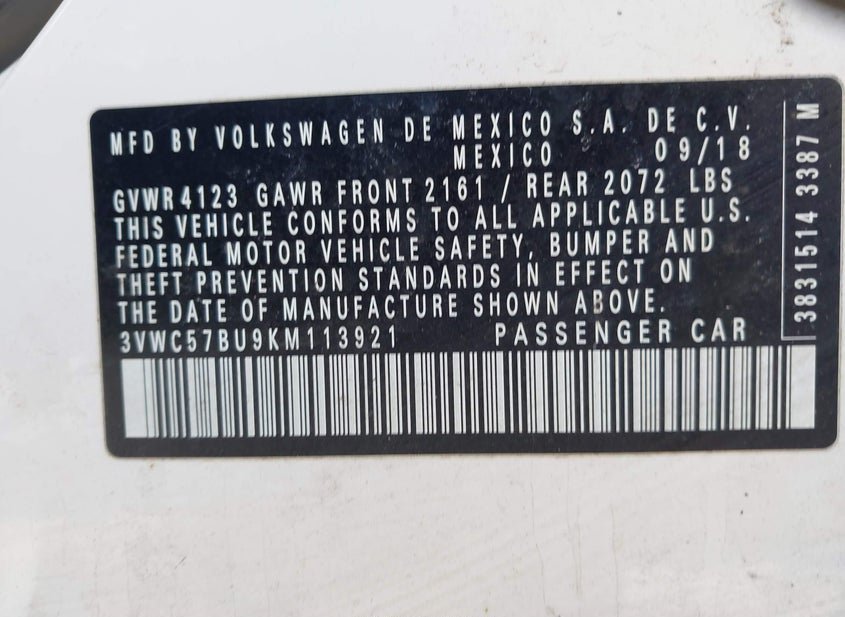 MFD BY VOLKSWAGEN DE MEXICO S.A. DE C.V.
MEXICO 09/18
GVWR 4123 GAWR FRONT 2161 / REAR 2072 LBS
THIS VEHICLE CONFORMS TO ALL APPLICABLE U.S.
FEDERAL MOTOR VEHICLE SAFETY, BUMPER AND
THEFT PREVENTION STANDARDS IN EFFECT ON
THE DATE OF MANUFACTURE SHOWN ABOVE.
3VWC57BU9KM113921 PASSENGER CAR
3831514 3387 M